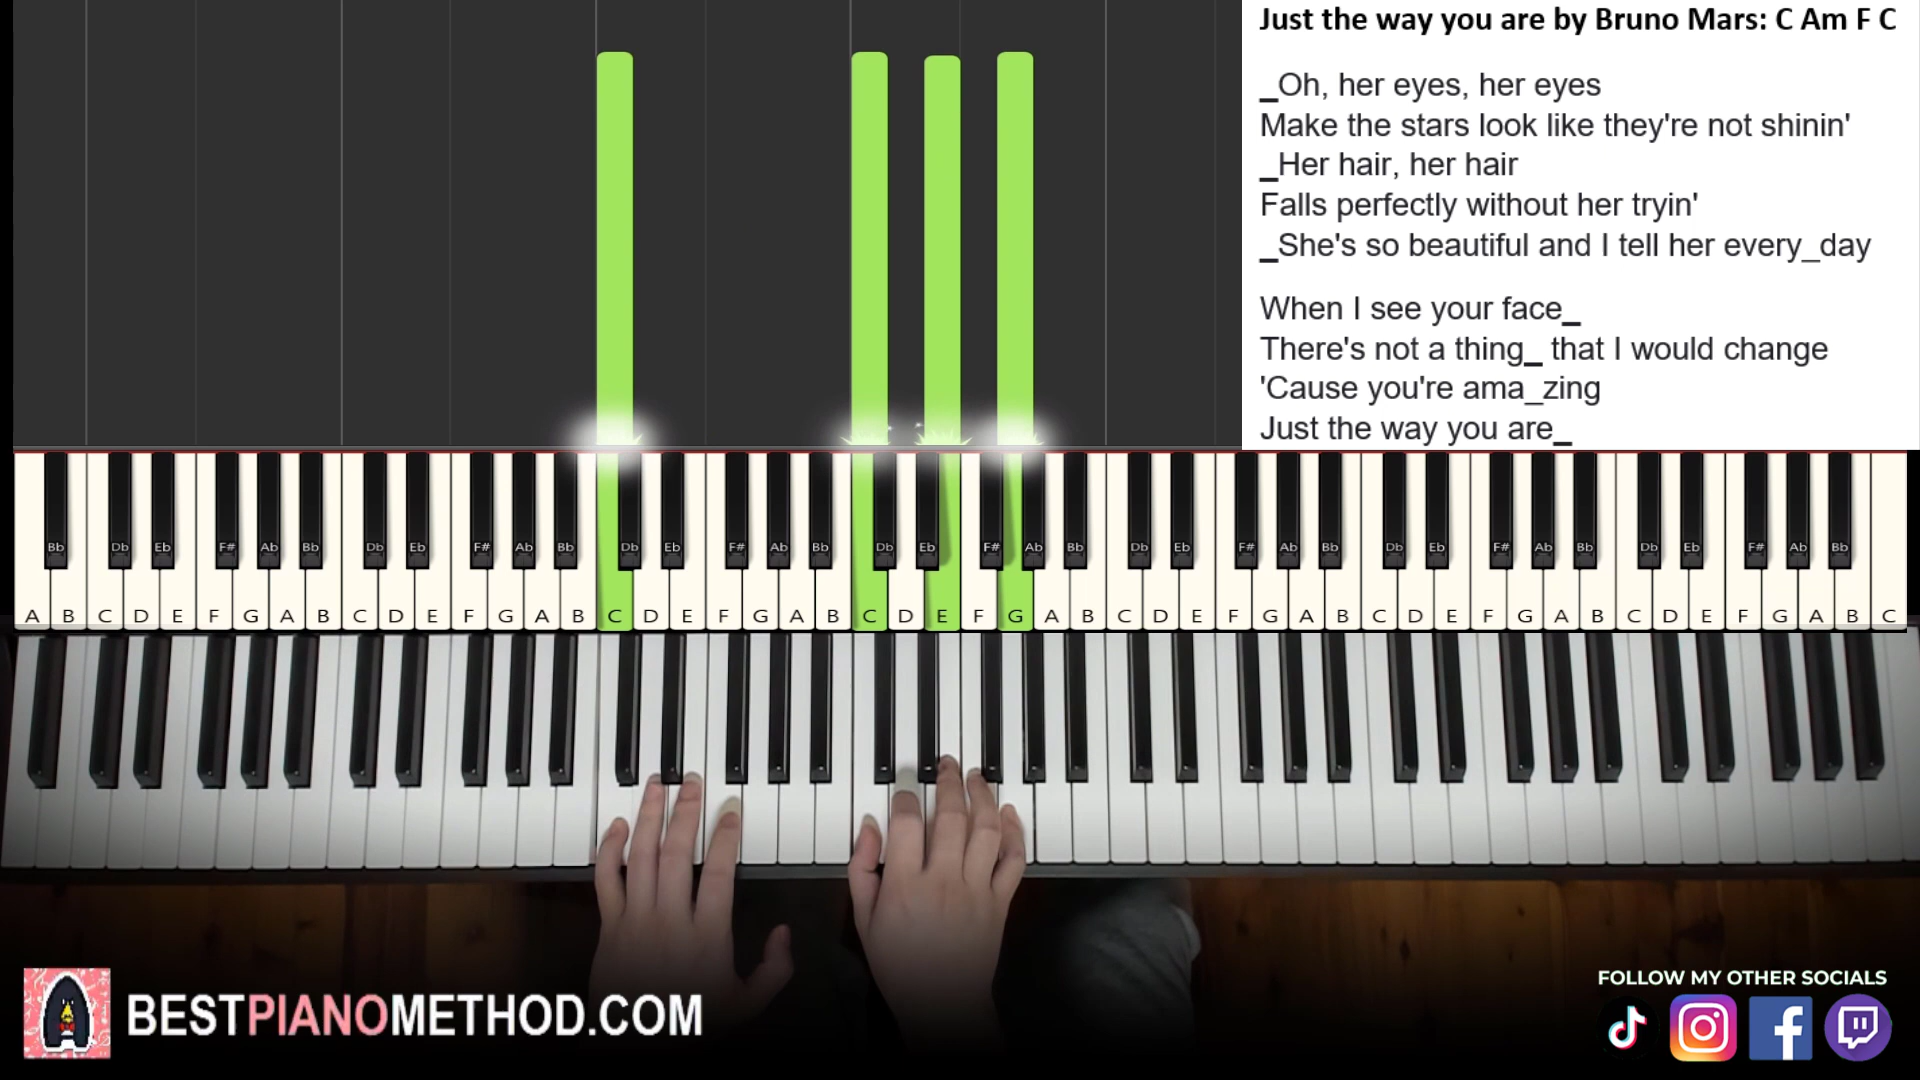 Just the way you are by Bruno Mars: C Am F C
_Oh, her eyes, her eyes
Make the stars look like they're not shinin'
_Her hair, her hair
Falls perfectly without her tryin'
_She's so beautiful and I tell her every_day
When I see your face_
There's not a thing_ that I would change
'Cause you're ama_zing
Just the way you are_
Bb Db Eb F# Ab Bb Db Eb F# Ab Bb Db Eb F# Ab Bb Db Eb F# Ab Bb Db Eb F# Ab Bb Db Eb F# Ab Bb Db Eb F# Ab Bb
A B C D E F G A B C D E F G A B C D E F G A B C D E F G A B C D E F G A B C D E F G A B C D E F G A B C
FOLLOW MY OTHER SOCIALS
BESTPIANOMETHOD.COM